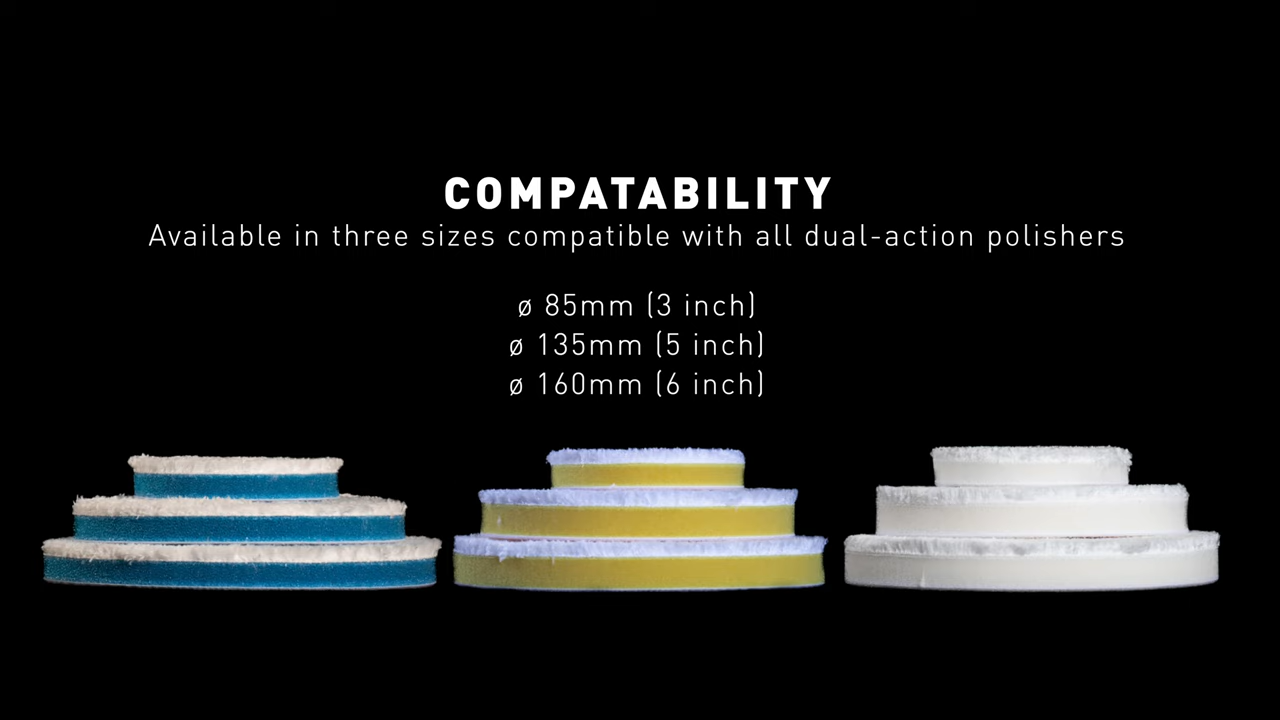 COMPATABILITY
Available in three sizes compatible with all dual-action polishers
ø 85mm (3 inch)
ø 135mm (5 inch)
ø 160mm (6 inch)